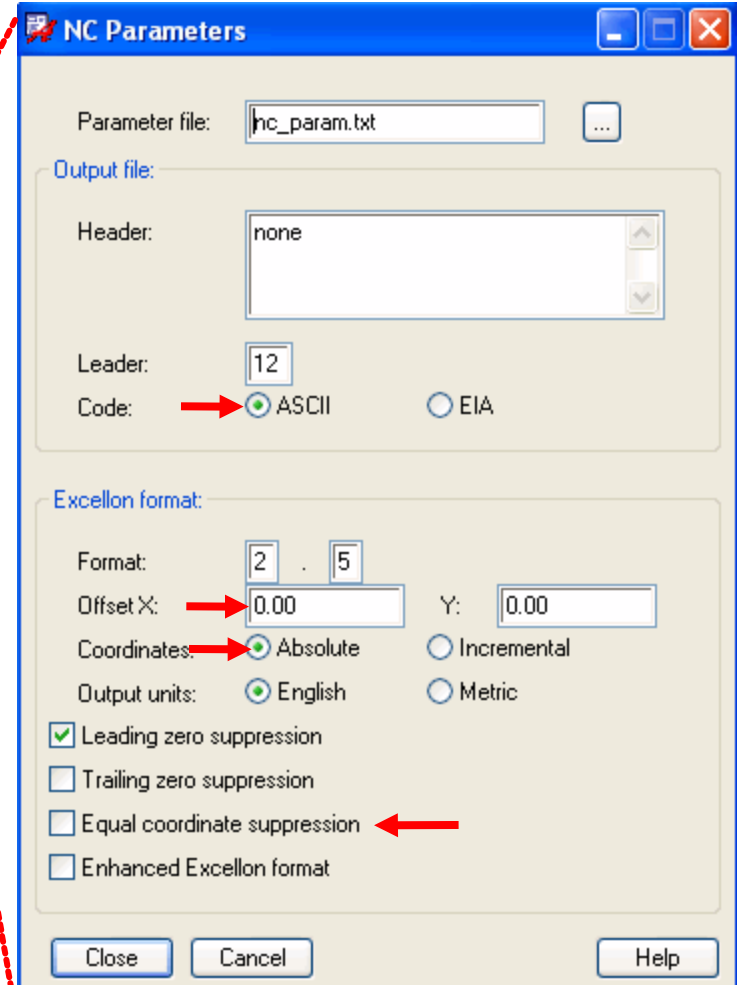 NC Parameters
Parameter file: nc_param.txt ...
Output file:
Header: none
Leader: 12
Code: ASCII EIA
Excellon format:
Format: 2 . 5
Offset X: 0.00 Y: 0.00
Coordinates: Absolute Incremental
Output units: English Metric
Leading zero suppression
Trailing zero suppression
Equal coordinate suppression
Enhanced Excellon format
Close Cancel Help